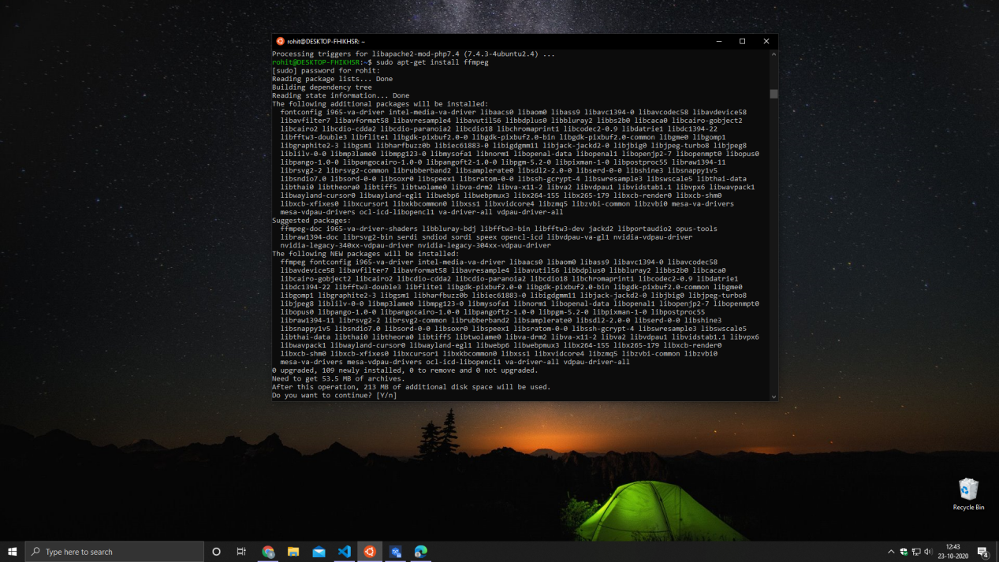 rohit@DESKTOP-FHIKHSR: ~
Processing triggers for libapache2-mod-php7.4 (7.4.3-4ubuntu2.4) ...
rohit@DESKTOP-FHIKHSR:~$ sudo apt-get install ffmpeg
[sudo] password for rohit:
Reading package lists... Done
Building dependency tree
Reading state information... Done
The following additional packages will be installed:
fontconfig i965-va-driver intel-media-va-driver libaacs0 libaom0 libass9 libavc1394-0 libavcodec58 libavdevice58
libavfilter7 libavformat58 libavresample4 libavutil56 libbdplus0 libbluray2 libbs2b0 libcaca0 libcairo-gobject2
libcairo2 libcdio-cdda2 libcdio-paranoia2 libcdio18 libchromaprint1 libcodec2-0.9 libdatrie1 libdc1394-22
libfftw3-double3 libflite1 libgdk-pixbuf2.0-0 libgdk-pixbuf2.0-bin libgdk-pixbuf2.0-common libgme0 libgomp1
libgraphite2-3 libgsm1 libharfbuzz0b libiec61883-0 libigdgmm11 libjack-jackd2-0 libjbig0 libjpeg-turbo8 libjpeg8
liblilv-0-0 libmp3lame0 libmpg123-0 libmysofa1 libnorm1 libopenal-data libopenal1 libopenjp2-7 libopenmpt0 libopus0
libpango-1.0-0 libpangocairo-1.0-0 libpangoft2-1.0-0 libpgm-5.2-0 libpixman-1-0 libpostproc55 libraw1394-11
librsvg2-2 librsvg2-common librubberband2 libsamplerate0 libsdl2-2.0-0 libserd-0-0 libshine3 libsnappy1v5
libsndio7.0 libsord-0-0 libsoxr0 libspeex1 libsratom-0-0 libssh-gcrypt-4 libswresample3 libswscale5 libthai-data
libthai0 libtheora0 libtiff5 libtwolame0 libva-drm2 libva-x11-2 libva2 libvdpau1 libvidstab1.1 libvpx6 libwavpack1
libwayland-cursor0 libwayland-egl1 libwebp6 libwebpmux3 libx264-155 libx265-179 libxcb-render0 libxcb-shm0
libxcb-xfixes0 libxcursor1 libxkbcommon0 libxss1 libxvidcore4 libzmq5 libzvbi-common libzvbi0 mesa-va-drivers
mesa-vdpau-drivers ocl-icd-libopencl1 va-driver-all vdpau-driver-all
Suggested packages:
ffmpeg-doc i965-va-driver-shaders libbluray-bdj libfftw3-bin libfftw3-dev jackd2 libportaudio2 opus-tools
libraw1394-doc librsvg2-bin serdi sndiod sordi speex opencl-icd libvdpau-va-gl1 nvidia-vdpau-driver
nvidia-legacy-340xx-vdpau-driver nvidia-legacy-304xx-vdpau-driver
The following NEW packages will be installed:
ffmpeg fontconfig i965-va-driver intel-media-va-driver libaacs0 libaom0 libass9 libavc1394-0 libavcodec58
libavdevice58 libavfilter7 libavformat58 libavresample4 libavutil56 libbdplus0 libbluray2 libbs2b0 libcaca0
libcairo-gobject2 libcairo2 libcdio-cdda2 libcdio-paranoia2 libcdio18 libchromaprint1 libcodec2-0.9 libdatrie1
libdc1394-22 libfftw3-double3 libflite1 libgdk-pixbuf2.0-0 libgdk-pixbuf2.0-bin libgdk-pixbuf2.0-common libgme0
libgomp1 libgraphite2-3 libgsm1 libharfbuzz0b libiec61883-0 libigdgmm11 libjack-jackd2-0 libjbig0 libjpeg-turbo8
libjpeg8 liblilv-0-0 libmp3lame0 libmpg123-0 libmysofa1 libnorm1 libopenal-data libopenal1 libopenjp2-7 libopenmpt0
libopus0 libpango-1.0-0 libpangocairo-1.0-0 libpangoft2-1.0-0 libpgm-5.2-0 libpixman-1-0 libpostproc55
libraw1394-11 librsvg2-2 librsvg2-common librubberband2 libsamplerate0 libsdl2-2.0-0 libserd-0-0 libshine3
libsnappy1v5 libsndio7.0 libsord-0-0 libsoxr0 libspeex1 libsratom-0-0 libssh-gcrypt-4 libswresample3 libswscale5
libthai-data libthai0 libtheora0 libtiff5 libtwolame0 libva-drm2 libva-x11-2 libva2 libvdpau1 libvidstab1.1 libvpx6
libwavpack1 libwayland-cursor0 libwayland-egl1 libwebp6 libwebpmux3 libx264-155 libx265-179 libxcb-render0
libxcb-shm0 libxcb-xfixes0 libxcursor1 libxkbcommon0 libxss1 libxvidcore4 libzmq5 libzvbi-common libzvbi0
mesa-va-drivers mesa-vdpau-drivers ocl-icd-libopencl1 va-driver-all vdpau-driver-all
0 upgraded, 109 newly installed, 0 to remove and 0 not upgraded.
Need to get 53.5 MB of archives.
After this operation, 213 MB of additional disk space will be used.
Do you want to continue? [Y/n]
Recycle Bin
Type here to search
12:43
23-10-2020
4